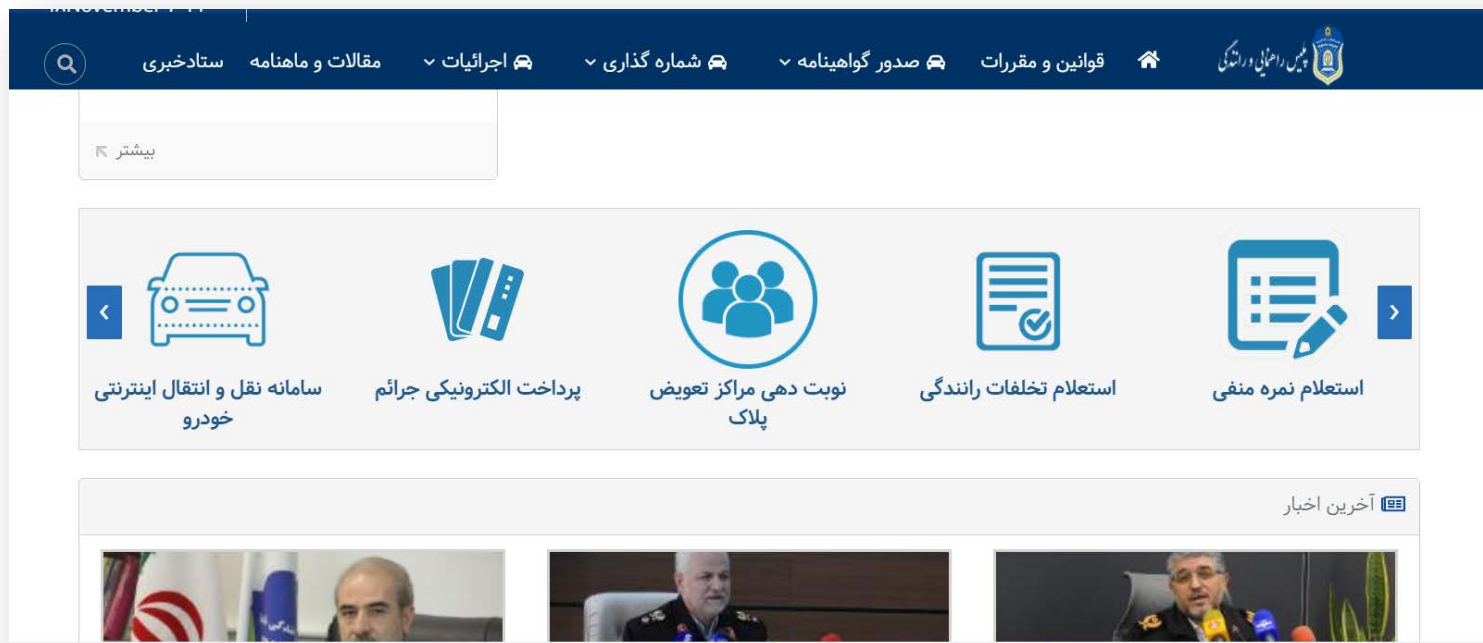 پلیس راهنمایی و رانندگی
قوانین و مقررات
صدور گواهینامه
شماره گذاری
اجرائیات
مقالات و ماهنامه
ستادخبری
بیشتر
استعلام نمره منفی
استعلام تخلفات رانندگی
نوبت دهی مراکز تعویض
پلاک
پرداخت الکترونیکی جرائم
سامانه نقل و انتقال اینترنتی
خودرو
آخرین اخبار